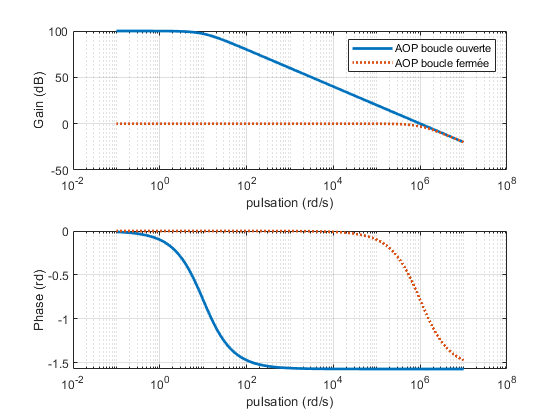 100
50
0
-50
Gain (dB)
AOP boucle ouverte
AOP boucle fermée
10^-2 10^0 10^2 10^4 10^6 10^8
pulsation (rd/s)
0
-0.5
-1
-1.5
Phase (rd)
10^-2 10^0 10^2 10^4 10^6 10^8
pulsation (rd/s)